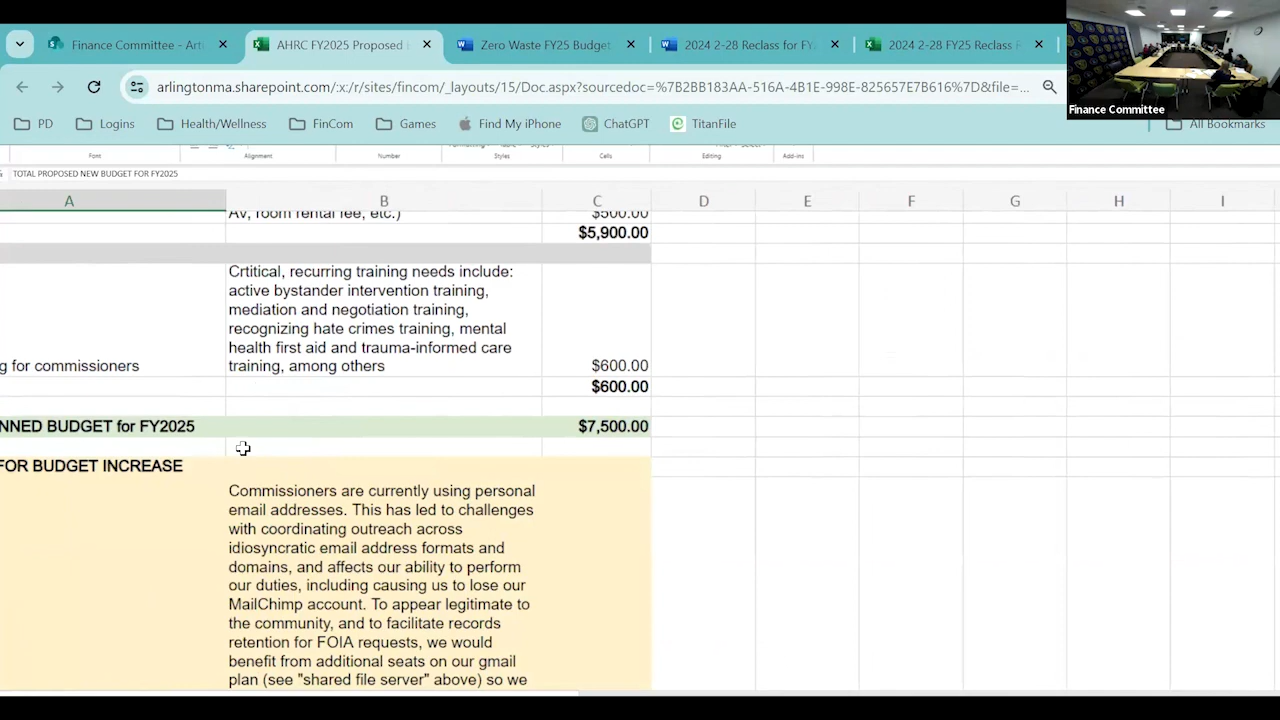 Finance Committee - Arl
AHRC FY2025 Proposed
Zero Waste FY25 Budget
2024 2-28 Reclass for FY
2024 2-28 FY25 Reclass
arlingtonma.sharepoint.com/:x:/r/sites/fincom/_layouts/15/Doc.aspx?sourcedoc=%7B2BB183AA-516A-4B1E-998E-825657E7B616%7D&file=...
Finance Committee
PD
Logins
Health/Wellness
FinCom
Games
Find My iPhone
ChatGPT
TitanFile
All Bookmarks
Font
Alignment
Number
Styles
Cells
Editing
Add-ins
TOTAL PROPOSED NEW BUDGET FOR FY2025
A B C D E F G H I
AV, room rental fee, etc.) $500.00
$5,900.00
Crtitical, recurring training needs include:
active bystander intervention training,
mediation and negotiation training,
recognizing hate crimes training, mental
health first aid and trauma-informed care
g for commissioners training, among others $600.00
$600.00
NNED BUDGET for FY2025 $7,500.00
FOR BUDGET INCREASE
Commissioners are currently using personal
email addresses. This has led to challenges
with coordinating outreach across
idiosyncratic email address formats and
domains, and affects our ability to perform
our duties, including causing us to lose our
MailChimp account. To appear legitimate to
the community, and to facilitate records
retention for FOIA requests, we would
benefit from additional seats on our gmail
plan (see "shared file server" above) so we